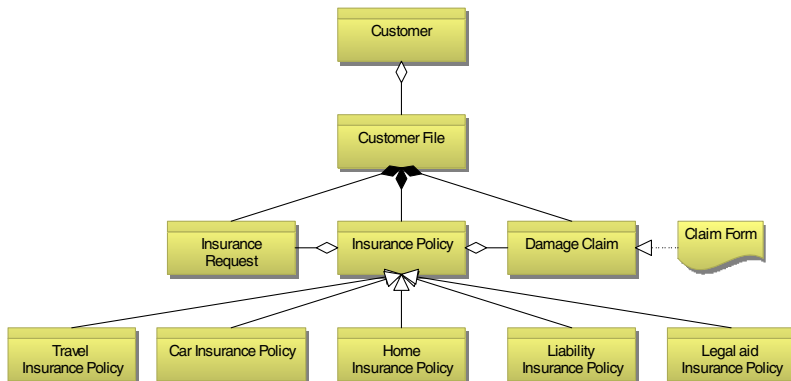 Customer
Customer File
Insurance
Request
Insurance Policy
Damage Claim
Claim Form
Travel
Insurance Policy
Car Insurance Policy
Home
Insurance Policy
Liability
Insurance Policy
Legal aid
Insurance Policy